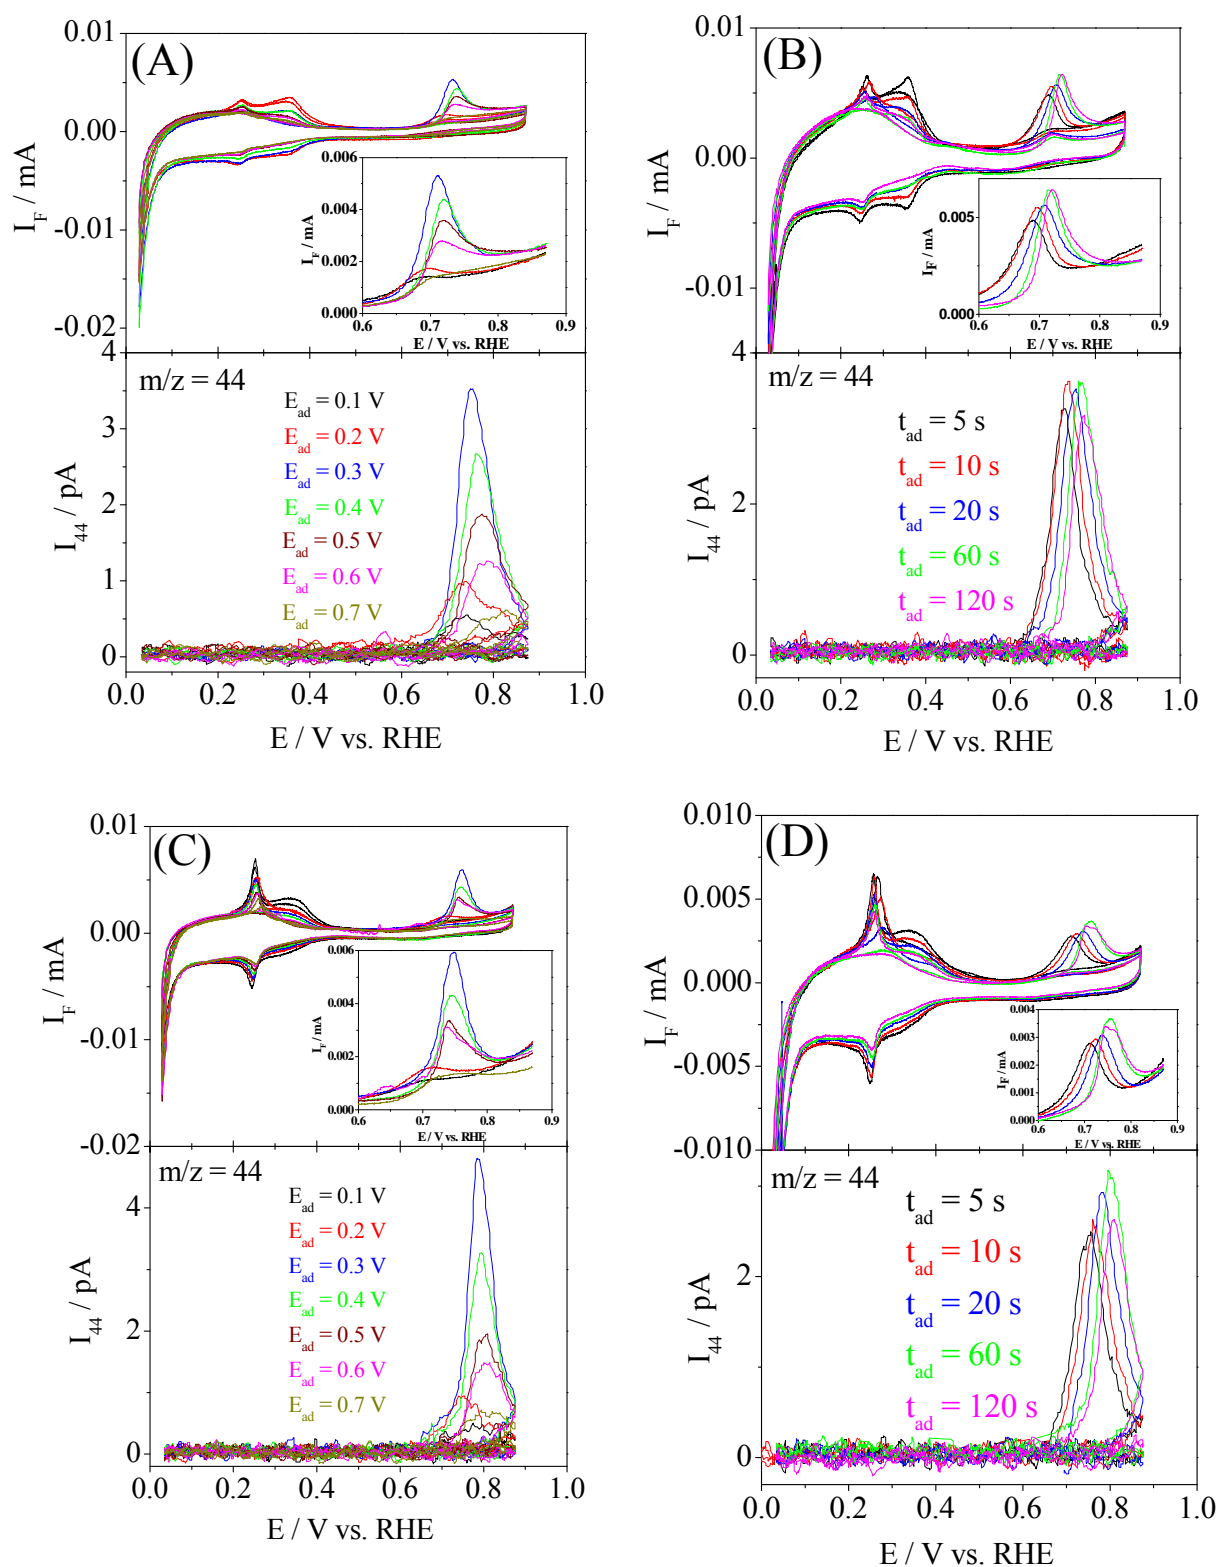 (A)
0.01
0.00
-0.01
-0.02
I_F / mA
0.006
0.004
0.002
0.000
I_F / mA
0.6 0.7 0.8 0.9
E / V vs. RHE
m/z = 44
E_ad = 0.1 V
E_ad = 0.2 V
E_ad = 0.3 V
E_ad = 0.4 V
E_ad = 0.5 V
E_ad = 0.6 V
E_ad = 0.7 V
4
3
2
1
0
I_44 / pA
0.0 0.2 0.4 0.6 0.8 1.0
E / V vs. RHE
(B)
0.01
0.00
-0.01
I_F / mA
0.005
0.000
I_F / mA
0.6 0.7 0.8 0.9
E / V vs. RHE
m/z = 44
t_ad = 5 s
t_ad = 10 s
t_ad = 20 s
t_ad = 60 s
t_ad = 120 s
4
2
0
I_44 / pA
0.0 0.2 0.4 0.6 0.8 1.0
E / V vs. RHE
(C)
0.01
0.00
-0.01
-0.02
I_F / mA
0.006
0.004
0.002
0.000
I_F / mA
0.6 0.7 0.8 0.9
E / V vs. RHE
m/z = 44
E_ad = 0.1 V
E_ad = 0.2 V
E_ad = 0.3 V
E_ad = 0.4 V
E_ad = 0.5 V
E_ad = 0.6 V
E_ad = 0.7 V
4
2
0
I_44 / pA
0.0 0.2 0.4 0.6 0.8 1.0
E / V vs. RHE
(D)
0.010
0.005
0.000
-0.005
-0.010
I_F / mA
0.004
0.003
0.002
0.001
0.000
I_F / mA
0.6 0.7 0.8 0.9
E / V vs. RHE
m/z = 44
t_ad = 5 s
t_ad = 10 s
t_ad = 20 s
t_ad = 60 s
t_ad = 120 s
2
0
I_44 / pA
0.0 0.2 0.4 0.6 0.8 1.0
E / V vs. RHE